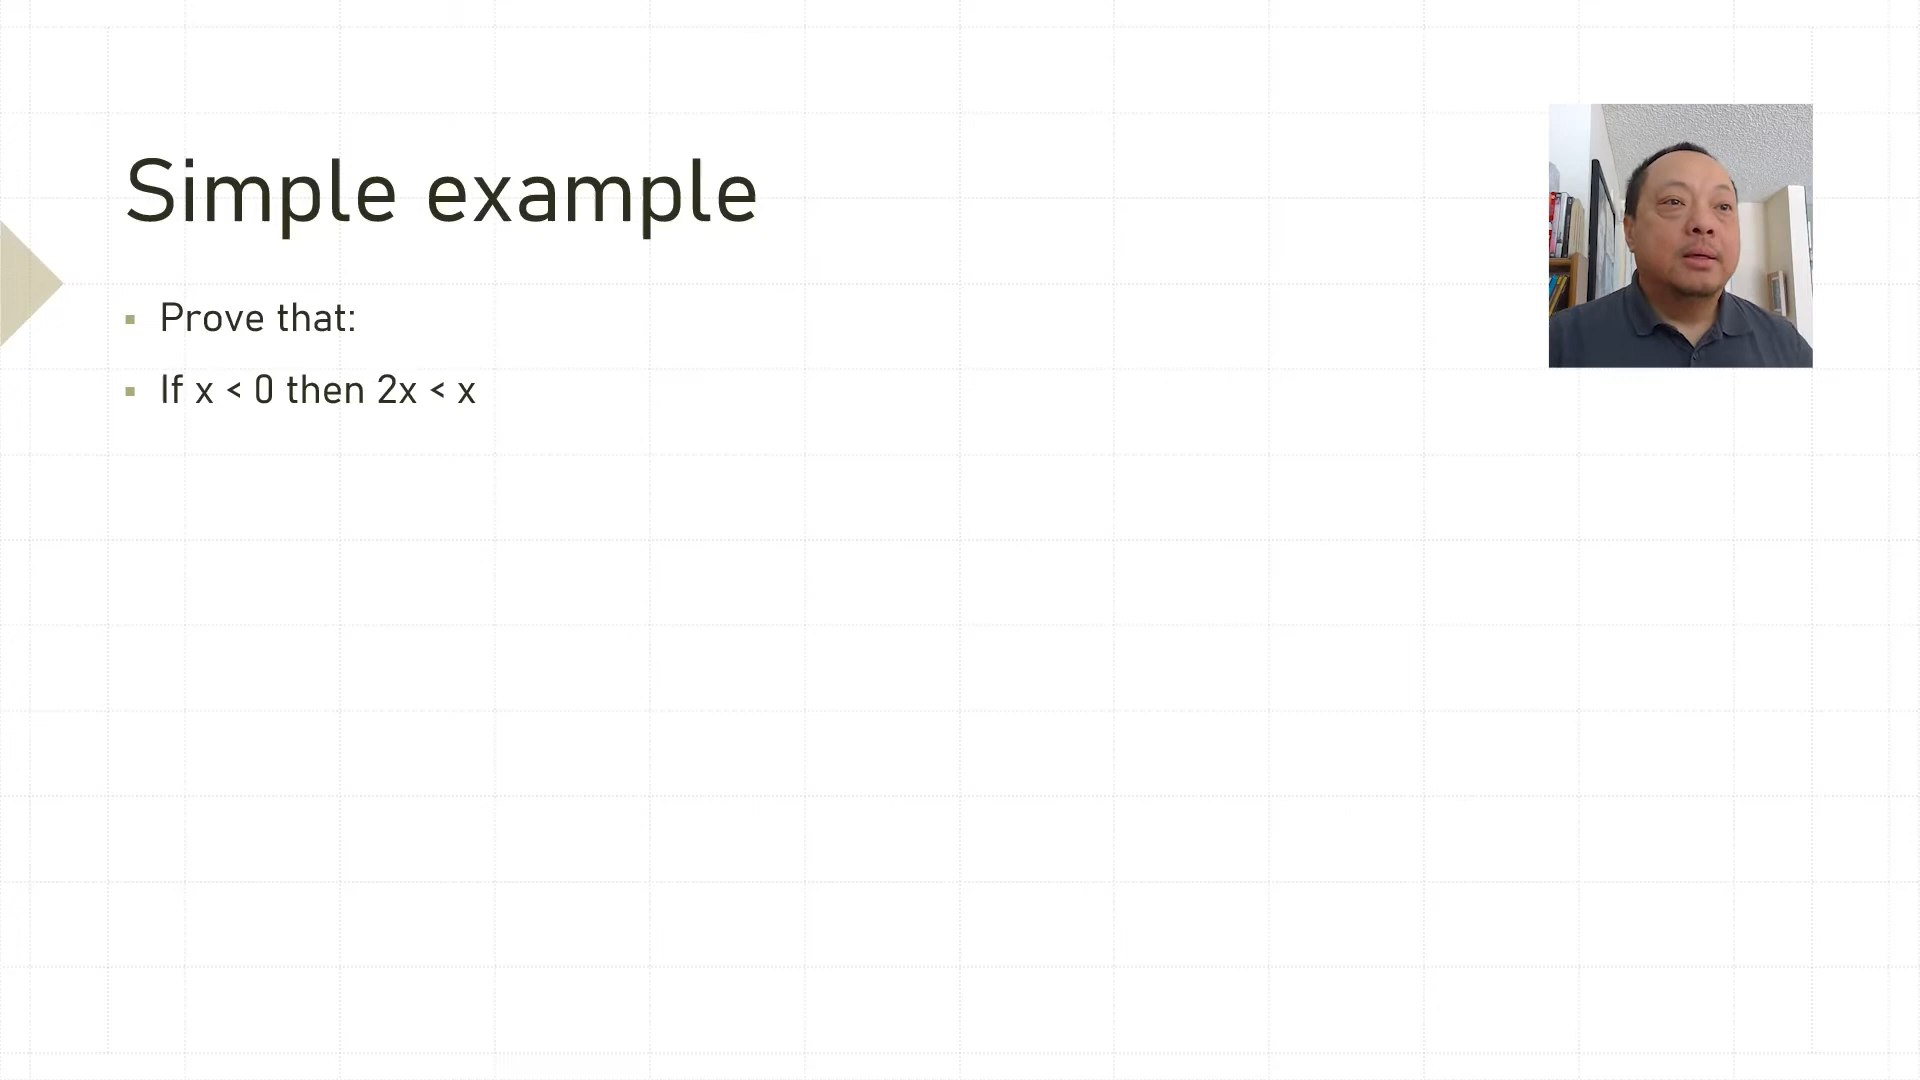 Simple example
Prove that:
If x < 0 then 2x < x